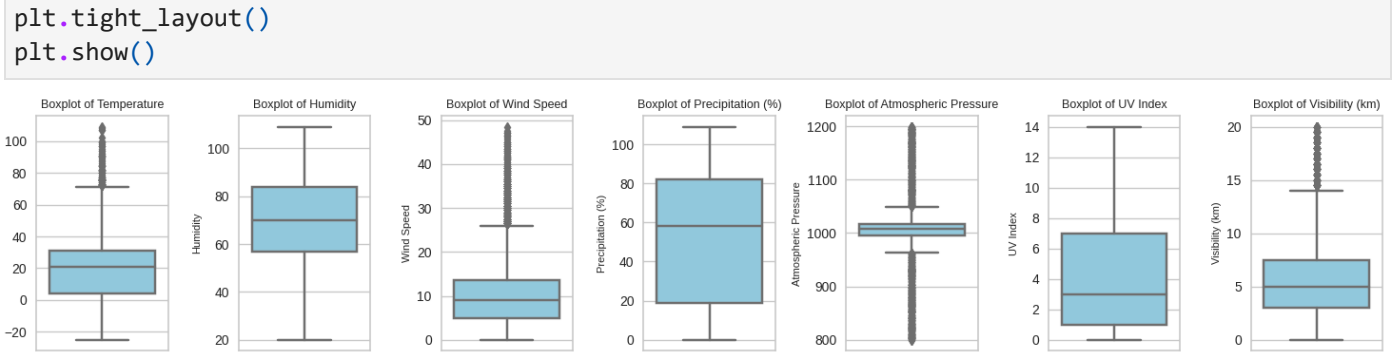 plt.tight_layout()
plt.show()
Boxplot of Temperature
Boxplot of Humidity
Boxplot of Wind Speed
Boxplot of Precipitation (%)
Boxplot of Atmospheric Pressure
Boxplot of UV Index
Boxplot of Visibility (km)
100
80
60
40
20
0
−20
Humidity
100
80
60
40
20
Wind Speed
50
40
30
20
10
0
Precipitation (%)
100
80
60
40
20
0
Atmospheric Pressure
1200
1100
1000
900
800
UV Index
14
12
10
8
6
4
2
0
Visibility (km)
20
15
10
5
0